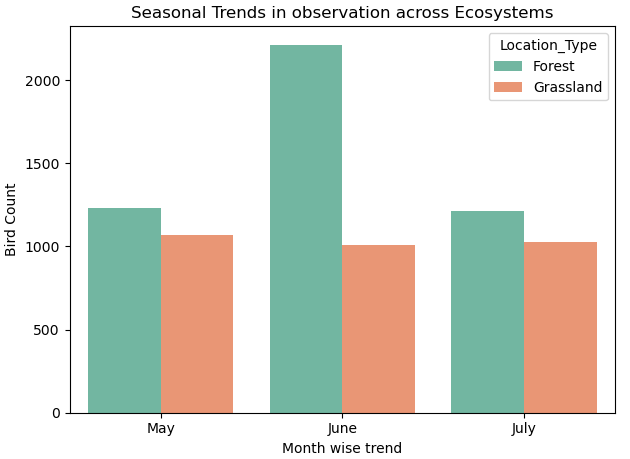 Seasonal Trends in observation across Ecosystems
Location_Type
Forest
Grassland
Bird Count
2000
1500
1000
500
0
May
June
July
Month wise trend